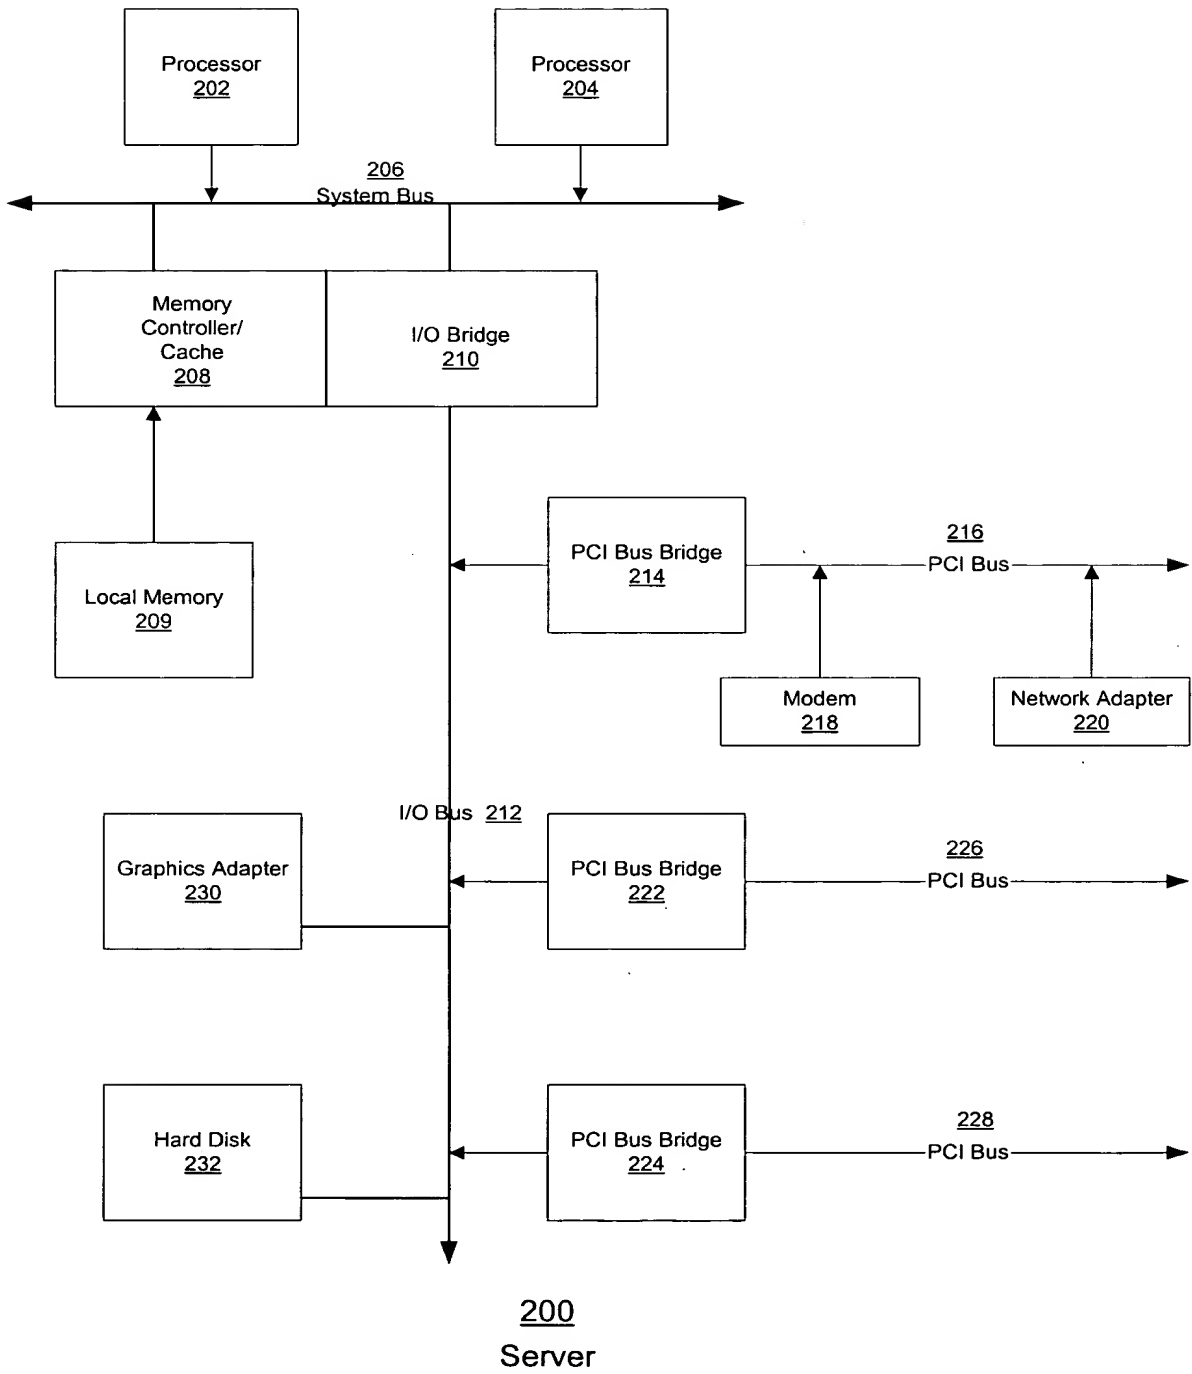 Processor
202
Processor
204
206
System Bus
Memory
Controller/
Cache
208
I/O Bridge
210
Local Memory
209
PCI Bus Bridge
214
216
PCI Bus
Modem
218
Network Adapter
220
I/O Bus 212
Graphics Adapter
230
PCI Bus Bridge
222
226
PCI Bus
Hard Disk
232
PCI Bus Bridge
224
228
PCI Bus
200
Server